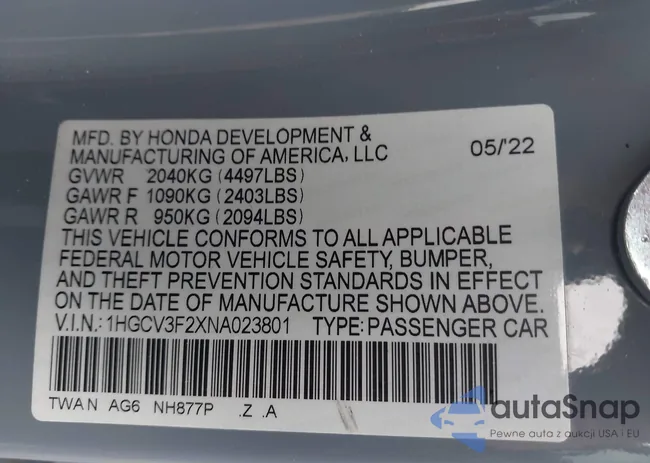 MFD. BY HONDA DEVELOPMENT &
MANUFACTURING OF AMERICA, LLC 05/'22
GVWR 2040KG (4497LBS)
GAWR F 1090KG (2403LBS)
GAWR R 950KG (2094LBS)
THIS VEHICLE CONFORMS TO ALL APPLICABLE
FEDERAL MOTOR VEHICLE SAFETY, BUMPER,
AND THEFT PREVENTION STANDARDS IN EFFECT
ON THE DATE OF MANUFACTURE SHOWN ABOVE.
V.I.N.: 1HGCV3F2XNA023801 TYPE: PASSENGER CAR
TWA N AG6 NH877P .Z .A
autaSnap
Pewne auta z aukcji USA i EU